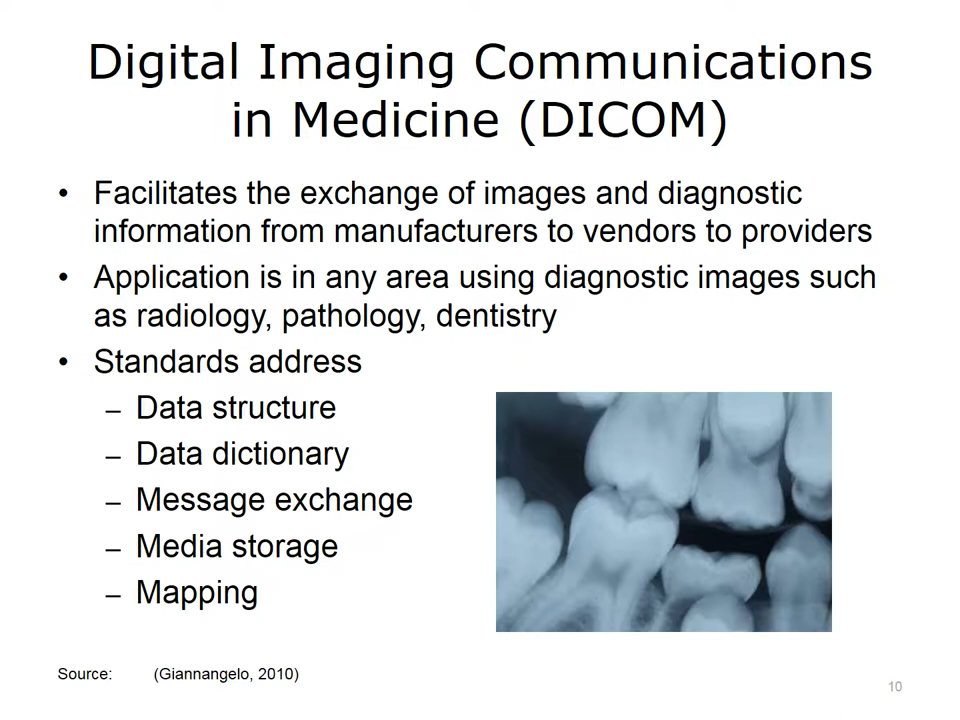 Digital Imaging Communications
in Medicine (DICOM)
• Facilitates the exchange of images and diagnostic
information from manufacturers to vendors to providers
• Application is in any area using diagnostic images such
as radiology, pathology, dentistry
• Standards address
– Data structure
– Data dictionary
– Message exchange
– Media storage
– Mapping
Source: (Giannangelo, 2010)
10